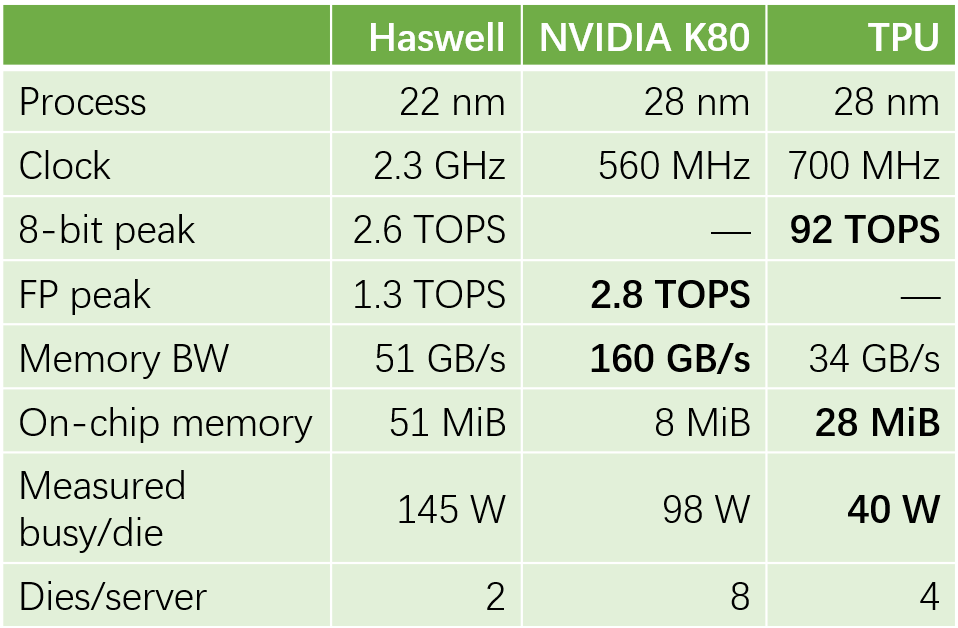 Haswell NVIDIA K80 TPU
Process 22 nm 28 nm 28 nm
Clock 2.3 GHz 560 MHz 700 MHz
8-bit peak 2.6 TOPS — 92 TOPS
FP peak 1.3 TOPS 2.8 TOPS —
Memory BW 51 GB/s 160 GB/s 34 GB/s
On-chip memory 51 MiB 8 MiB 28 MiB
Measured
busy/die 145 W 98 W 40 W
Dies/server 2 8 4